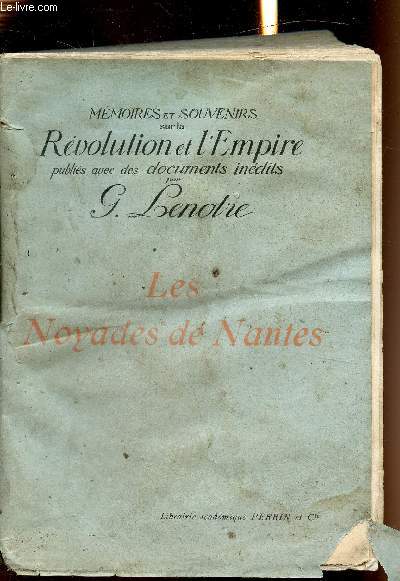 www.le-livre.com
MÉMOIRES ET SOUVENIRS
sur la
Révolution et l'Empire
publiés avec des documents inédits
par
G. Lenotre
Les
Noyades de Nantes
Librairie académique PERRIN et Cie